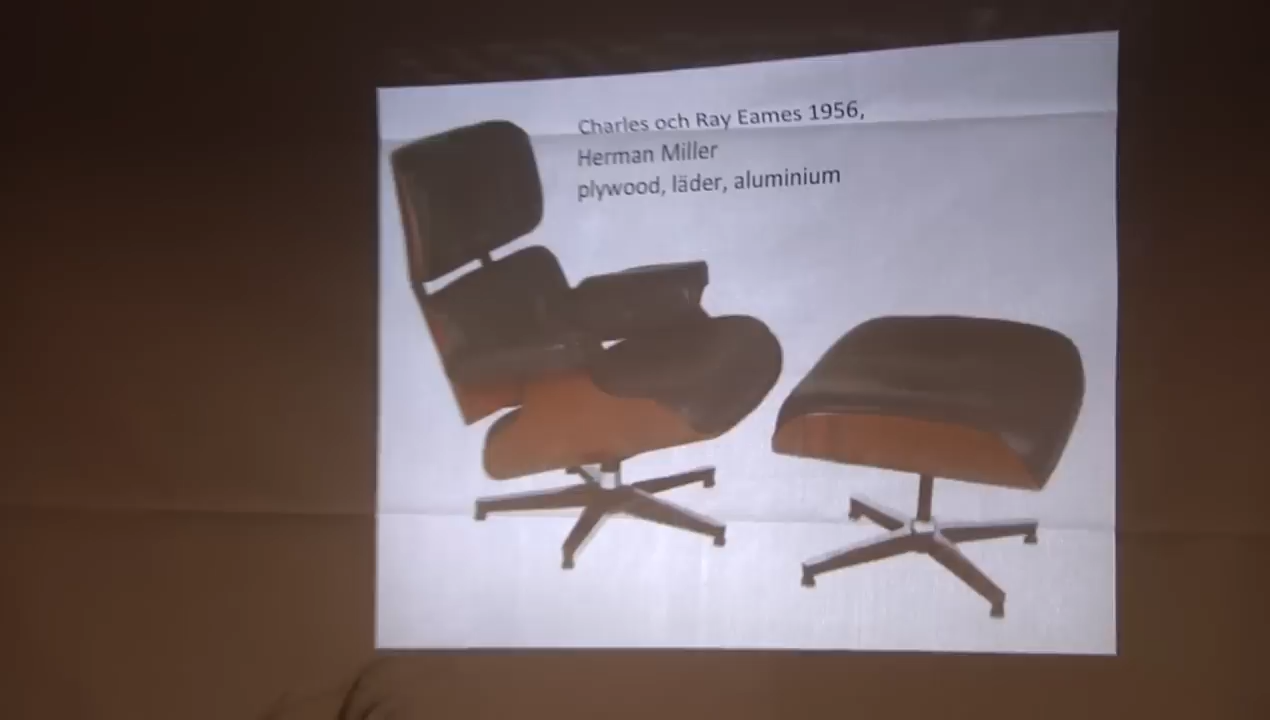 Charles och Ray Eames 1956,
Herman Miller
plywood, läder, aluminium